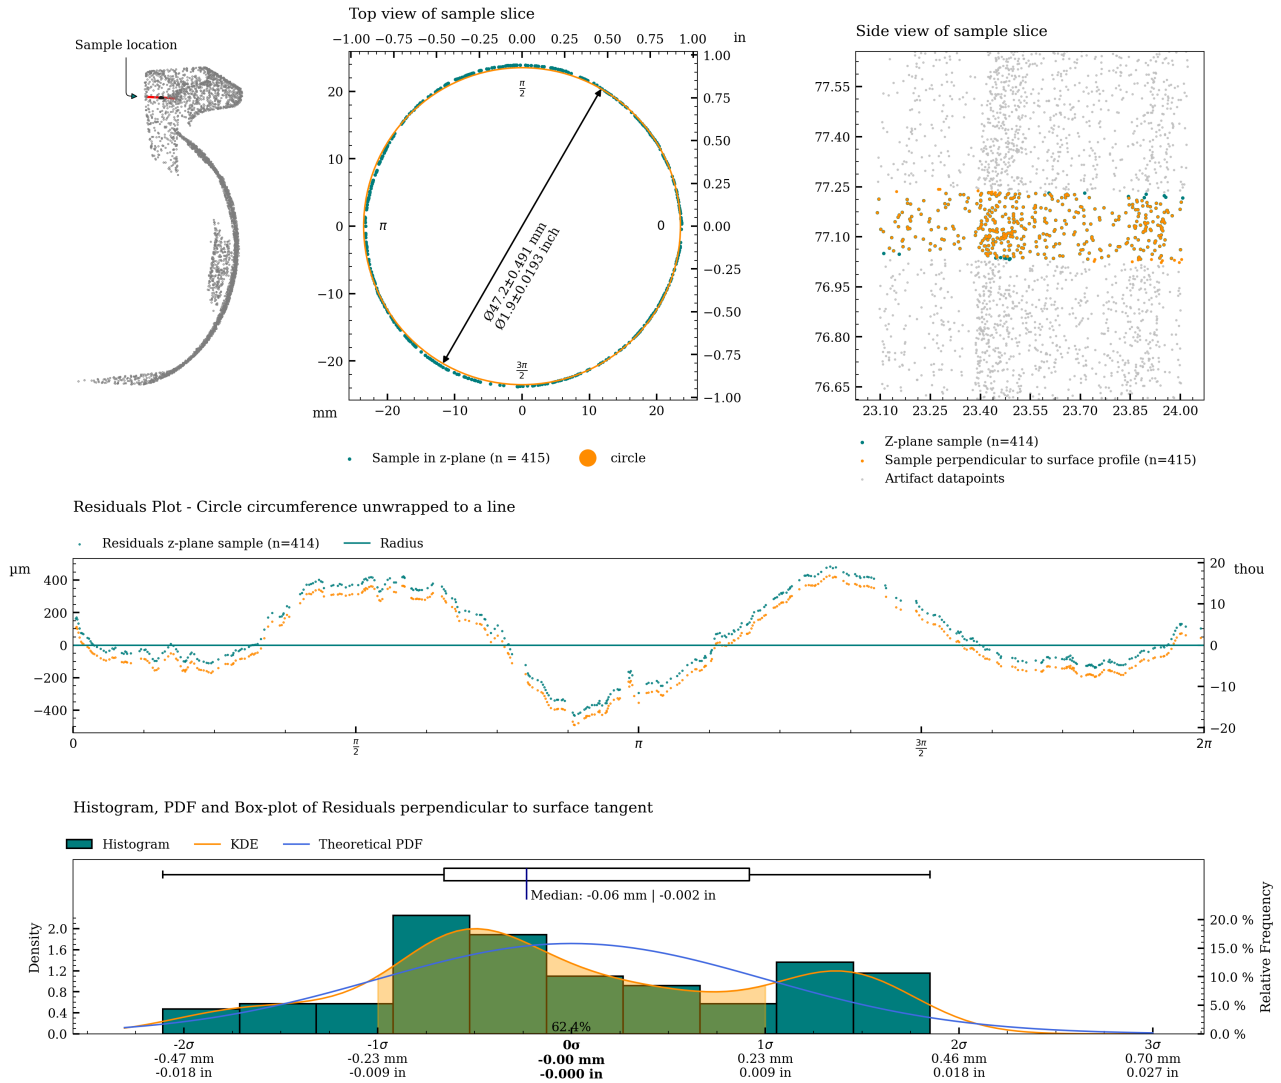 Sample location
Top view of sample slice
−1.00 −0.75 −0.50 −0.25 0.00 0.25 0.50 0.75 1.00 in
20
10
0
−10
−20
mm
−20 −10 0 10 20
1.00
0.75
0.50
0.25
0.00
−0.25
−0.50
−0.75
−1.00
π/2
π
0
3π/2
Ø47.2±0.491 mm
Ø1.9±0.0193 inch
Sample in z-plane (n = 415)
circle
Side view of sample slice
77.55
77.40
77.25
77.10
76.95
76.80
76.65
23.10 23.25 23.40 23.55 23.70 23.85 24.00
Z-plane sample (n=414)
Sample perpendicular to surface profile (n=415)
Artifact datapoints
Residuals Plot - Circle circumference unwrapped to a line
Residuals z-plane sample (n=414)
Radius
µm
400
200
0
−200
−400
20 thou
10
0
−10
−20
0 π/2 π 3π/2 2π
Histogram, PDF and Box-plot of Residuals perpendicular to surface tangent
Histogram
KDE
Theoretical PDF
Median: -0.06 mm | -0.002 in
Density
2.0
1.6
1.2
0.8
0.4
0.0
Relative Frequency
20.0 %
15.0 %
10.0 %
5.0 %
0.0 %
62.4%
-2σ -1σ 0σ 1σ 2σ 3σ
-0.47 mm -0.23 mm -0.00 mm 0.23 mm 0.46 mm 0.70 mm
-0.018 in -0.009 in -0.000 in 0.009 in 0.018 in 0.027 in